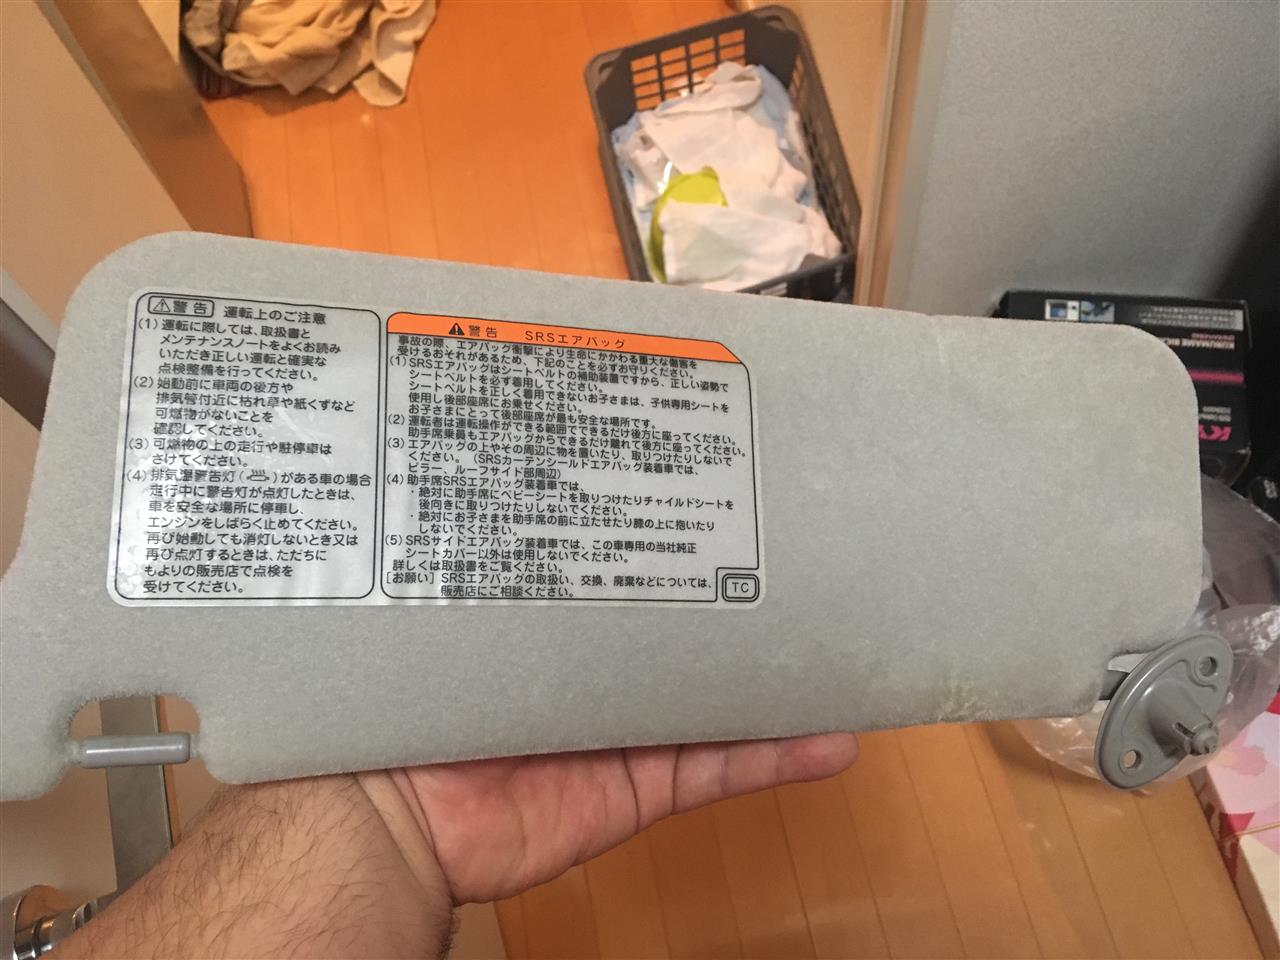 ⚠警告 運転上のご注意
(1)運転に際しては、取扱書と
メンテナンスノートをよくお読み
いただき正しい運転と確実な
点検整備を行ってください。
(2)始動前に車両の後方や
排気管付近に枯れ草や紙くずなど
可燃物がないことを
確認してください。
(3)可燃物の上の走行や駐停車は
さけてください。
(4)排気温警告灯( )がある車の場合
走行中に警告灯が点灯したときは、
車を安全な場所に停車し、
エンジンをしばらく止めてください。
再び始動しても消灯しないとき又は
再び点灯するときは、ただちに
もよりの販売店で点検を
受けてください。
⚠警告 SRSエアバッグ
事故の際、エアバッグ衝撃により生命にかかわる重大な傷害を
受けるおそれがあるため、下記のことを必ずお守りください。
(1)SRSエアバッグはシートベルトの補助装置ですから、正しい姿勢で
シートベルトを必ず着用してください。
シートベルトを正しく着用できないお子さまは、子供専用シートを
使用し後部座席にお乗せください。
お子さまにとって後部座席が最も安全な場所です。
(2)運転者は運転操作ができる範囲でできるだけ後方に座ってください。
助手席乗員もエアバッグからできるだけ離れて後方に座ってください。
(3)エアバッグの上やその周辺に物を置いたり、取りつけたりしないで
ください。(SRSカーテンシールドエアバッグ装着車では、
ピラー、ルーフサイド部周辺)
(4)助手席SRSエアバッグ装着車では、
・絶対に助手席にベビーシートを取りつけたりチャイルドシートを
後向きに取りつけたりしないでください。
・絶対にお子さまを助手席の前に立たせたり膝の上に抱いたり
しないでください。
(5)SRSサイドエアバッグ装着車では、この車専用の当社純正
シートカバー以外は使用しないでください。
詳しくは取扱書をご覧ください。
[お願い]SRSエアバッグの取扱い、交換、廃棄などについては、
販売店にご相談ください。
TC
KY